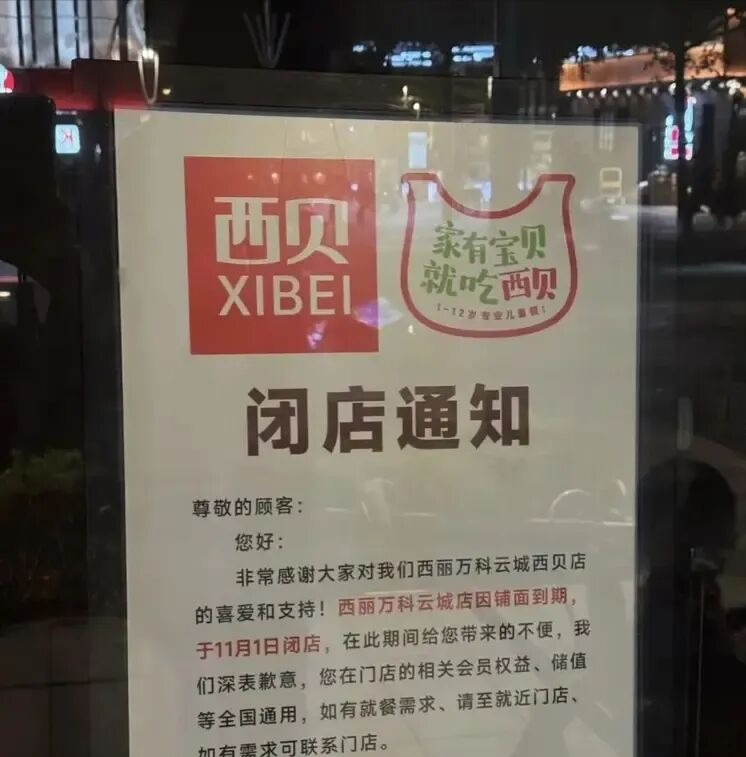 西贝
XIBEI
家有宝贝
就吃西贝
1-12岁专业儿童餐!
闭店通知
尊敬的顾客:
您好:
非常感谢大家对我们西丽万科云城西贝店
的喜爱和支持!西丽万科云城店因铺面到期,
于11月1日闭店,在此期间给您带来的不便,我
们深表歉意,您在门店的相关会员权益、储值
等全国通用,如有就餐需求、请至就近门店、
如有需求可联系门店。